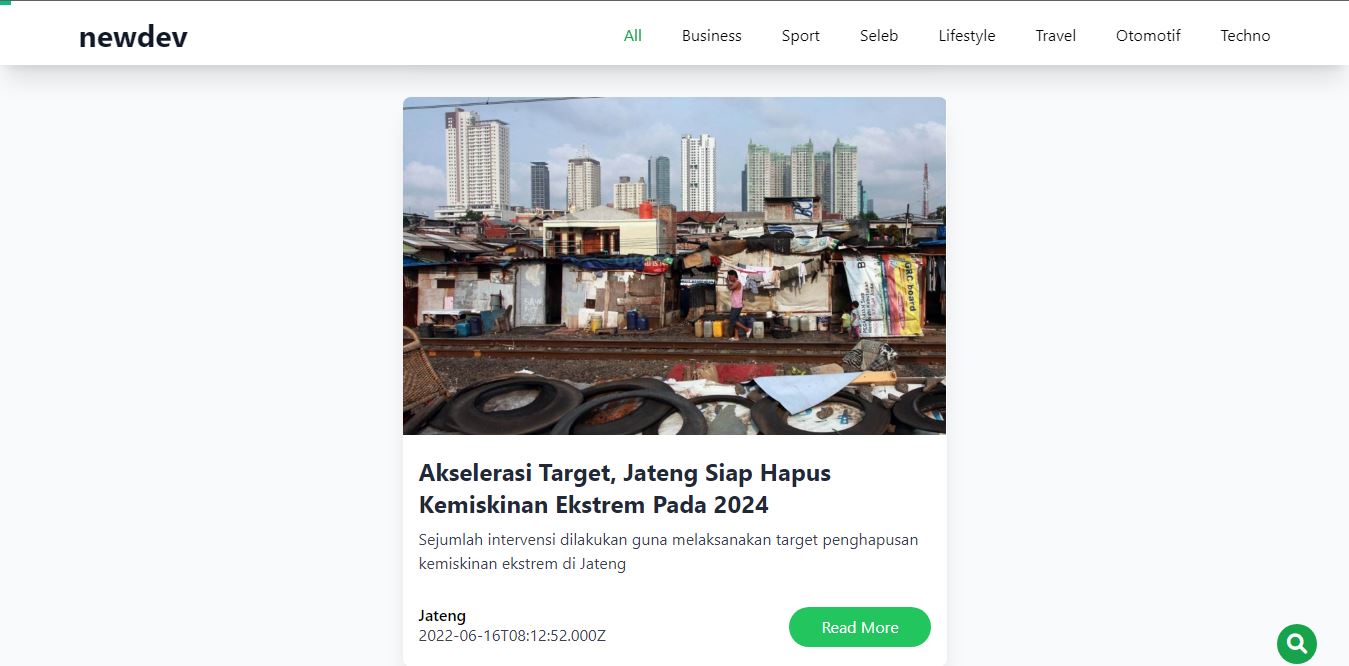 newdev
All
Business
Sport
Seleb
Lifestyle
Travel
Otomotif
Techno
GRC board
Akselerasi Target, Jateng Siap Hapus
Kemiskinan Ekstrem Pada 2024
Sejumlah intervensi dilakukan guna melaksanakan target penghapusan
kemiskinan ekstrem di Jateng
Jateng
2022-06-16T08:12:52.000Z
Read More